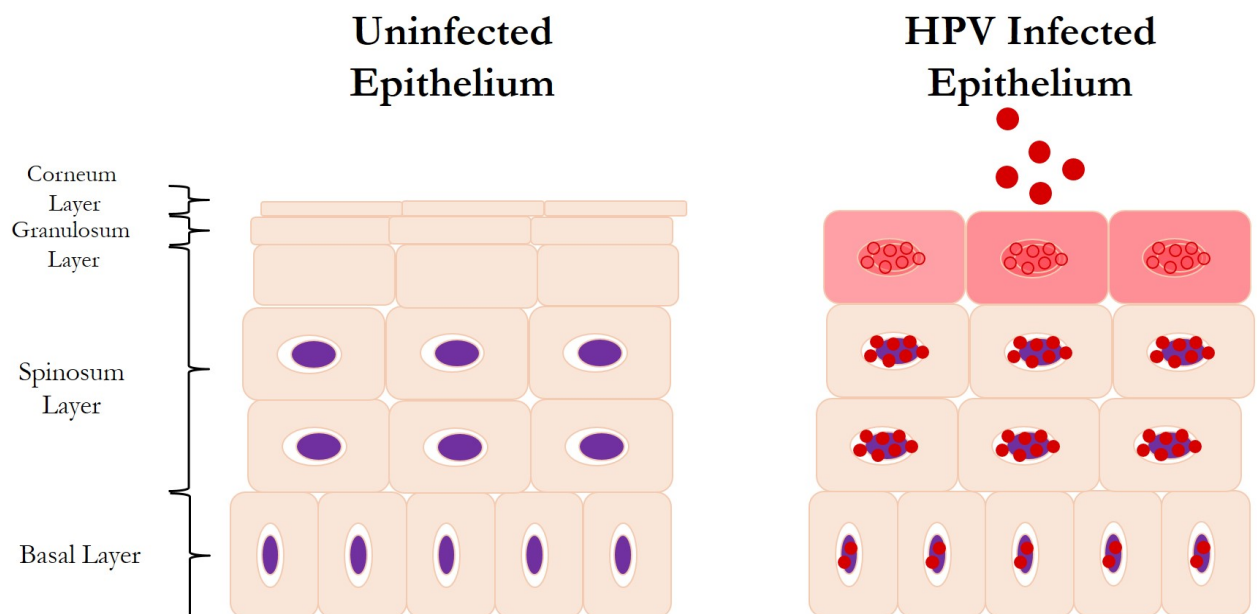 Uninfected
Epithelium
HPV Infected
Epithelium
Corneum
Layer
Granulosum
Layer
Spinosum
Layer
Basal Layer